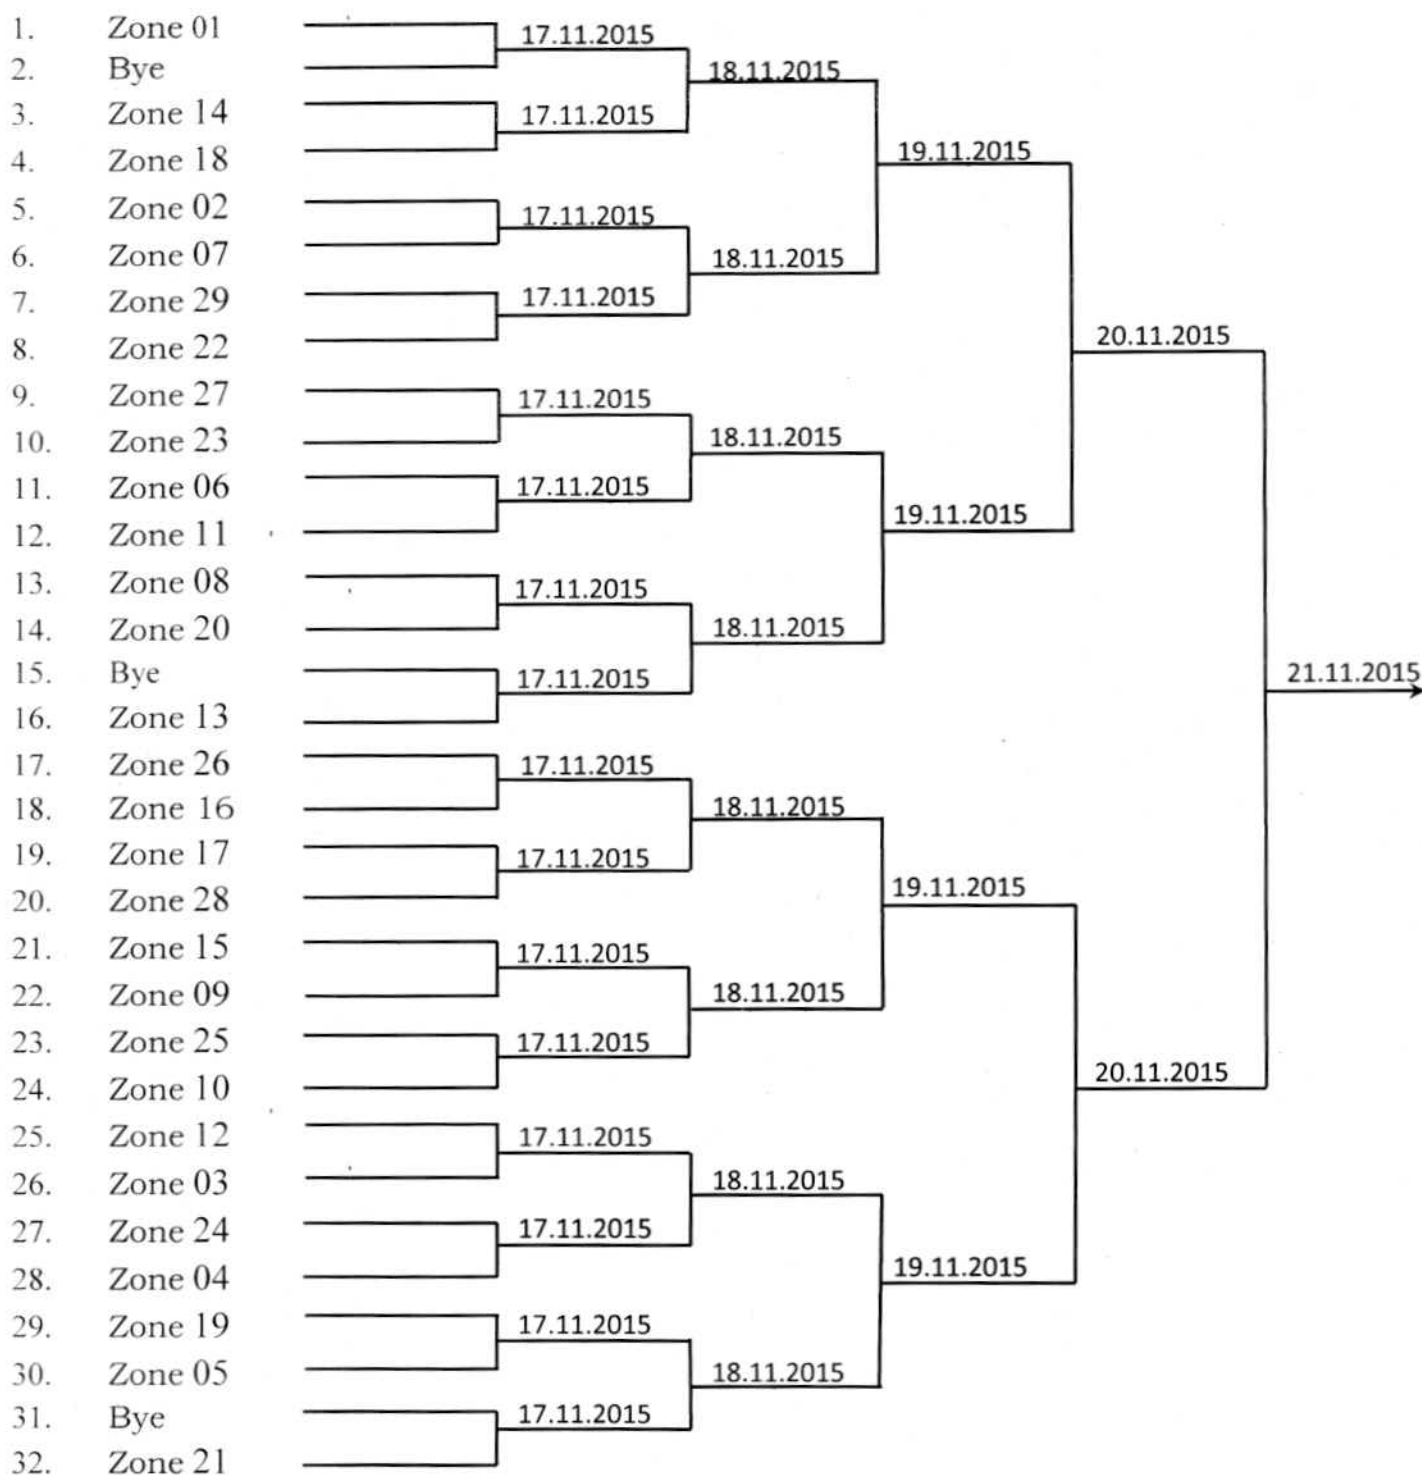 1. Zone 01
17.11.2015
2. Bye
18.11.2015
3. Zone 14
17.11.2015
4. Zone 18
19.11.2015
5. Zone 02
17.11.2015
6. Zone 07
18.11.2015
7. Zone 29
17.11.2015
8. Zone 22
20.11.2015
9. Zone 27
17.11.2015
10. Zone 23
18.11.2015
11. Zone 06
17.11.2015
12. Zone 11
19.11.2015
13. Zone 08
17.11.2015
14. Zone 20
18.11.2015
15. Bye
17.11.2015
21.11.2015
16. Zone 13
17. Zone 26
17.11.2015
18. Zone 16
18.11.2015
19. Zone 17
17.11.2015
20. Zone 28
19.11.2015
21. Zone 15
17.11.2015
22. Zone 09
18.11.2015
23. Zone 25
17.11.2015
24. Zone 10
20.11.2015
25. Zone 12
17.11.2015
26. Zone 03
18.11.2015
27. Zone 24
17.11.2015
28. Zone 04
19.11.2015
29. Zone 19
17.11.2015
30. Zone 05
18.11.2015
31. Bye
17.11.2015
32. Zone 21